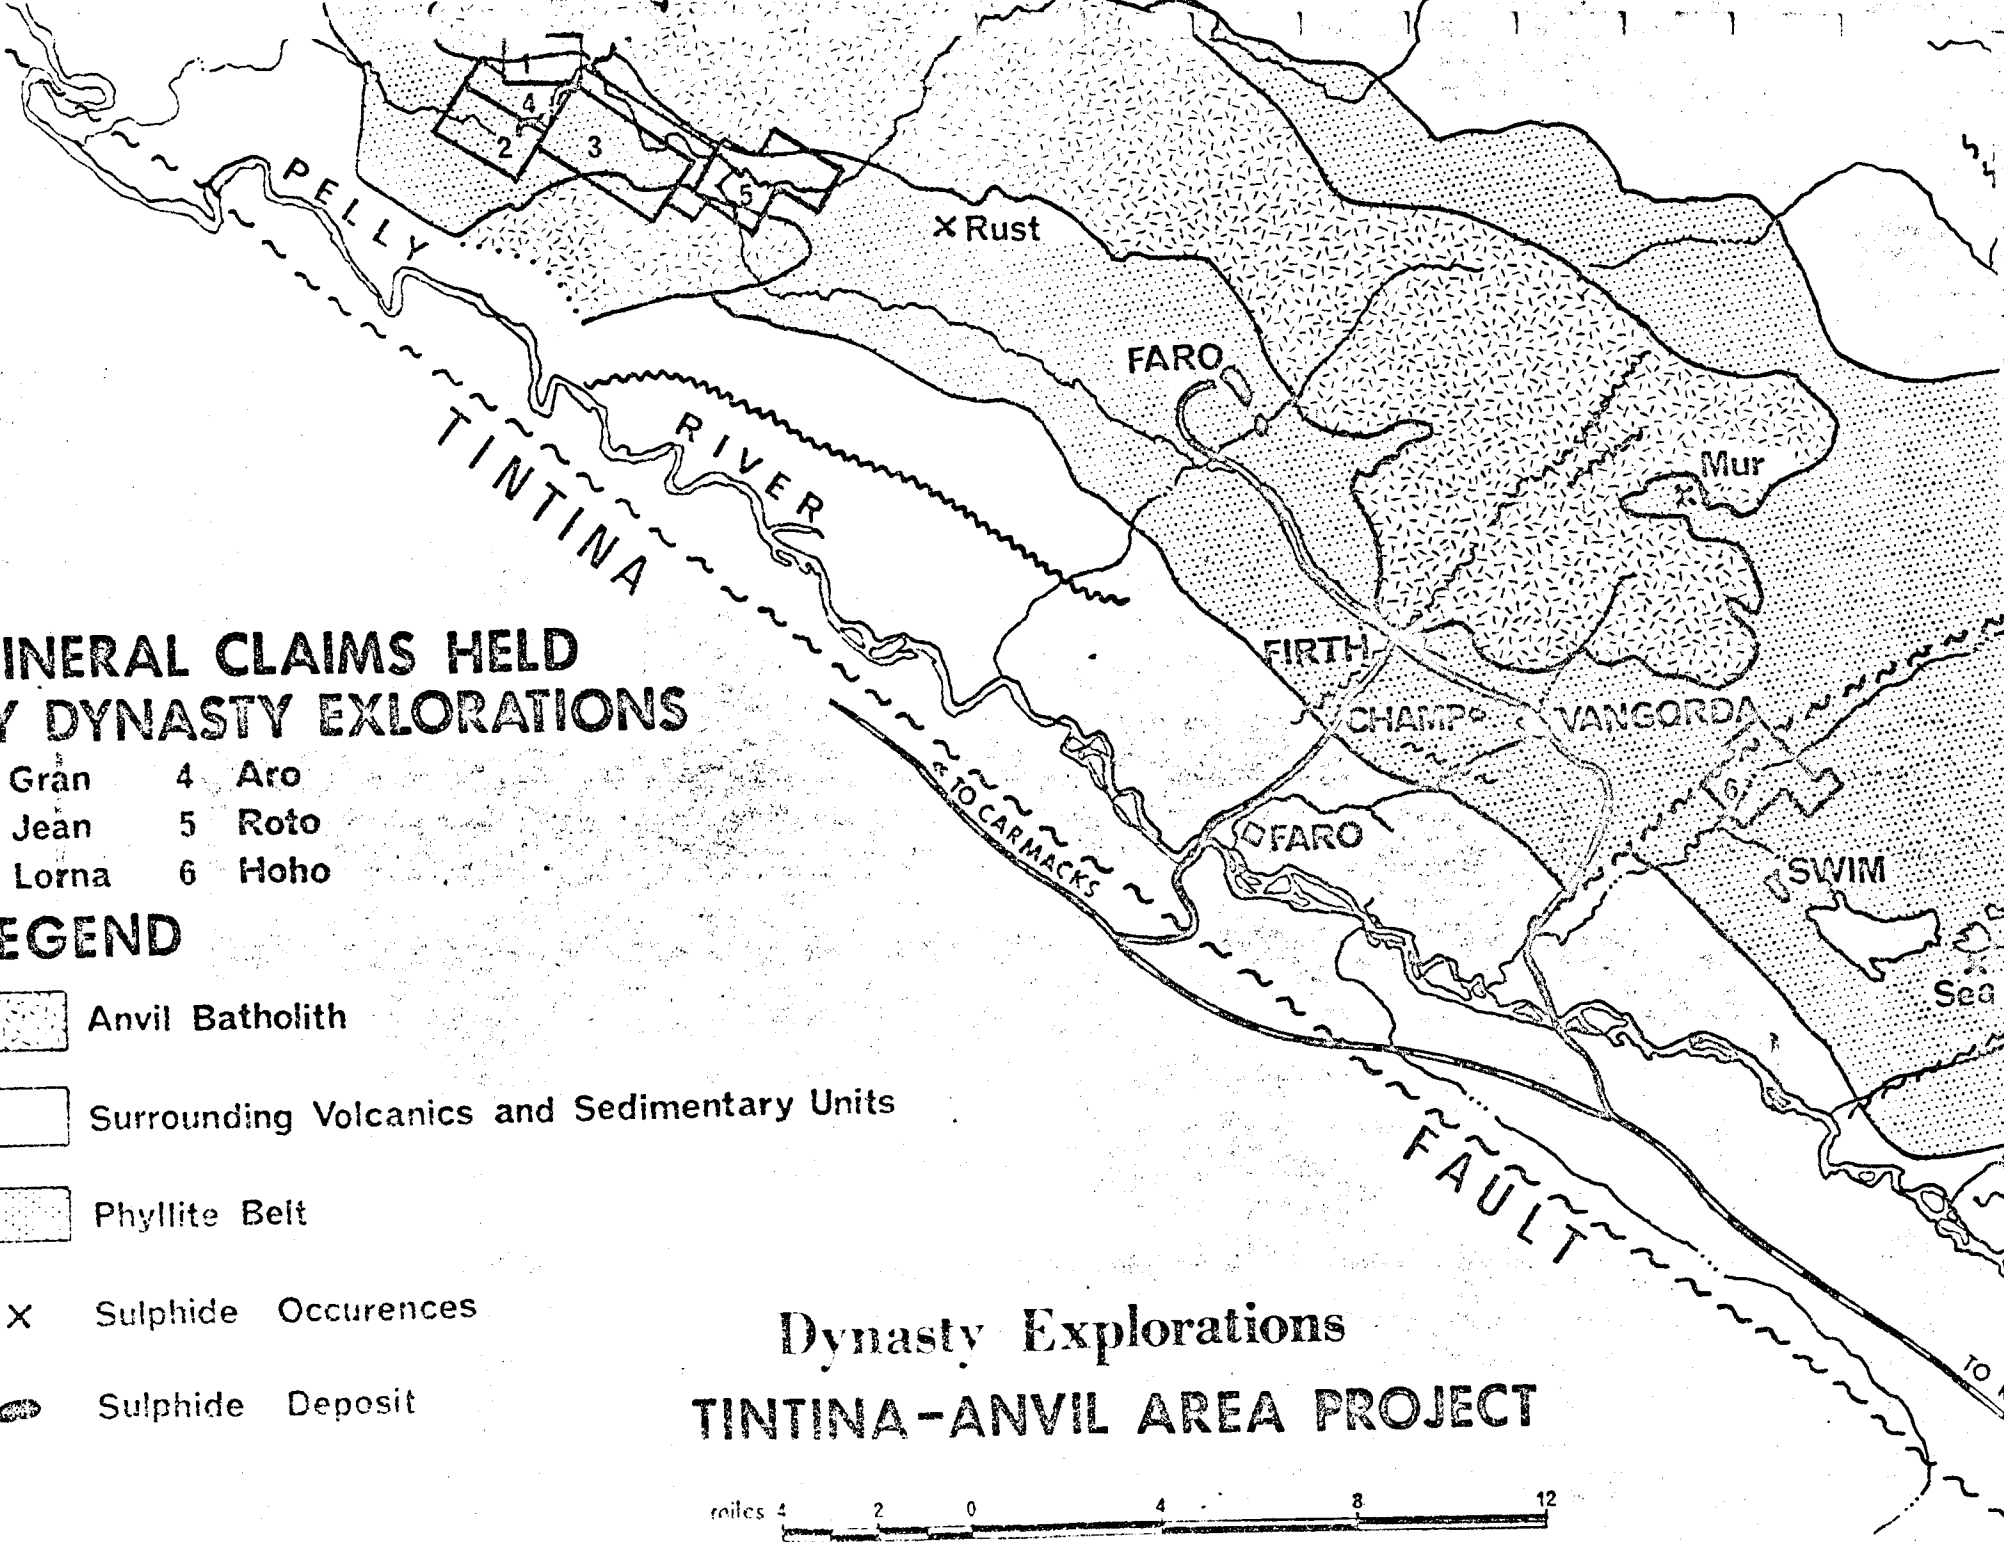 1
4
2
3
5
PELLY
×Rust
FARO
RIVER
TINTINA
Mur
FIRTH
CHAMP
VANGORDA
6
INERAL CLAIMS HELD
Y DYNASTY EXLORATIONS
Gran 4 Aro
Jean 5 Roto
Lorna 6 Hoho
TO CARMACKS
FARO
SWIM
Sea
EGEND
Anvil Batholith
Surrounding Volcanics and Sedimentary Units
Phyllite Belt
× Sulphide Occurences
Sulphide Deposit
FAULT
TO
Dynasty Explorations
TINTINA-ANVIL AREA PROJECT
miles 4 2 0 4 8 12